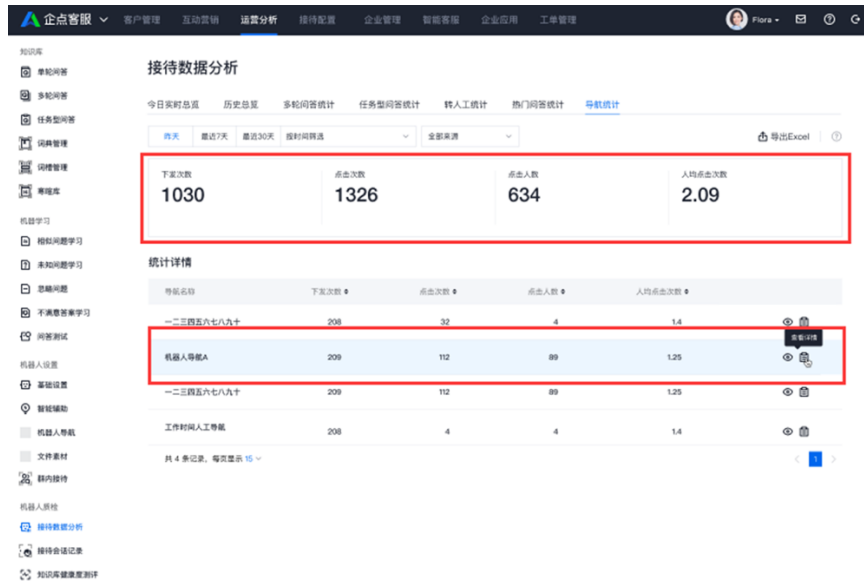 企点客服 客户管理 互动营销 运营分析 接待配置 企业管理 智能客服 企业应用 工单管理 Fiora
知识库
单轮问答
多轮问答
任务型问答
词典管理
词槽管理
寒暄库
机器学习
相似问题学习
未知问题学习
忽略问题
不满意答案学习
问答测试
机器人设置
基础设置
智能辅助
机器人导航
文件素材
群内接待
机器人质检
接待数据分析
接待会话记录
知识库健康度测评
接待数据分析
今日实时总览 历史总览 多轮问答统计 任务型问答统计 转人工统计 热门问答统计 导航统计
昨天 最近7天 最近30天 按时间筛选 全部来源 导出Excel
下发次数 点击次数 点击人数 人均点击次数
1030 1326 634 2.09
统计详情
导航名称 下发次数 点击次数 点击人数 人均点击次数
一二三四五六七八九十 208 32 4 1.4
查看详情
机器人导航A 209 112 89 1.25
一二三四五六七八九十 209 112 89 1.25
工作时间人工导航 208 4 4 1.4
共 4 条记录，每页显示 15 1